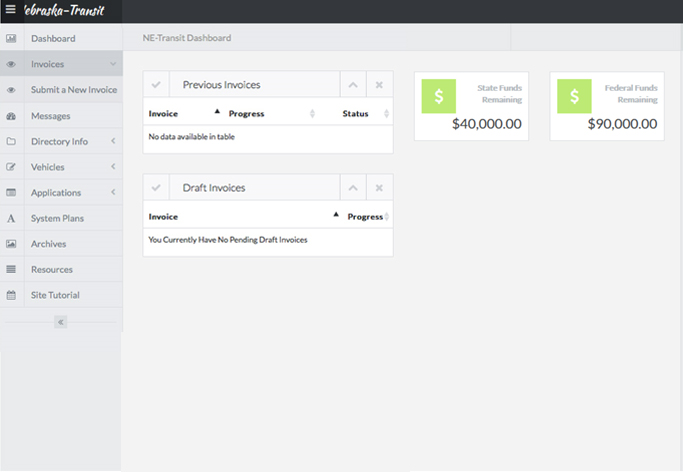 ebraska-Transit
Dashboard
Invoices
Submit a New Invoice
Messages
Directory Info
Vehicles
Applications
System Plans
Archives
Resources
Site Tutorial
NE-Transit Dashboard
Previous Invoices
Invoice Progress Status
No data available in table
Draft Invoices
Invoice Progress
You Currently Have No Pending Draft Invoices
$
State Funds
Remaining
$40,000.00
$
Federal Funds
Remaining
$90,000.00